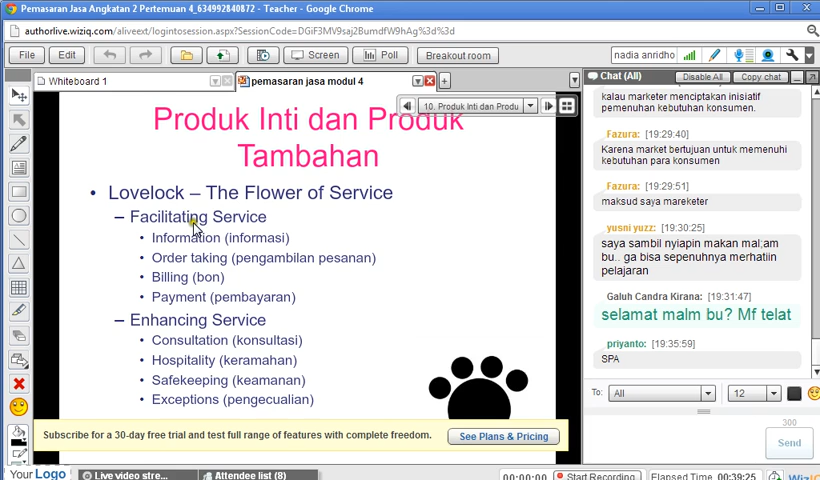 Pemasaran Jasa Angkatan 2 Pertemuan 4_634992840872 - Teacher - Google Chrome
authorlive.wiziq.com/aliveext/logintosession.aspx?SessionCode=DGiF3MV9saj2BumdfW9hAg%3d%3d
File Edit Screen Poll Breakout room nadia anridho
Whiteboard 1 pemasaran jasa modul 4
Chat (All) Disable All Copy chat
10. Produk Inti dan Produ
Produk Inti dan Produk
Tambahan
• Lovelock – The Flower of Service
– Facilitating Service
• Information (informasi)
• Order taking (pengambilan pesanan)
• Billing (bon)
• Payment (pembayaran)
– Enhancing Service
• Consultation (konsultasi)
• Hospitality (keramahan)
• Safekeeping (keamanan)
• Exceptions (pengecualian)
kalau marketer menciptakan inisiatif
pemenuhan kebutuhan konsumen.
Fazura: [19:29:40]
Karena market bertujuan untuk memenuhi
kebutuhan para konsumen
Fazura: [19:29:51]
maksud saya mareketer
yusni yuzz: [19:30:25]
saya sambil nyiapin makan mal;am
bu.. ga bisa sepenuhnya merhatiin
pelajaran
Galuh Candra Kirana: [19:31:47]
selamat malm bu? Mf telat
priyanto: [19:35:59]
SPA
To: All 12
300
Send
Subscribe for a 30-day free trial and test full range of features with complete freedom. See Plans & Pricing
Your Logo Live video stre... Attendee list (8) 00:00:00 Start Recording Elapsed Time: 00:39:25